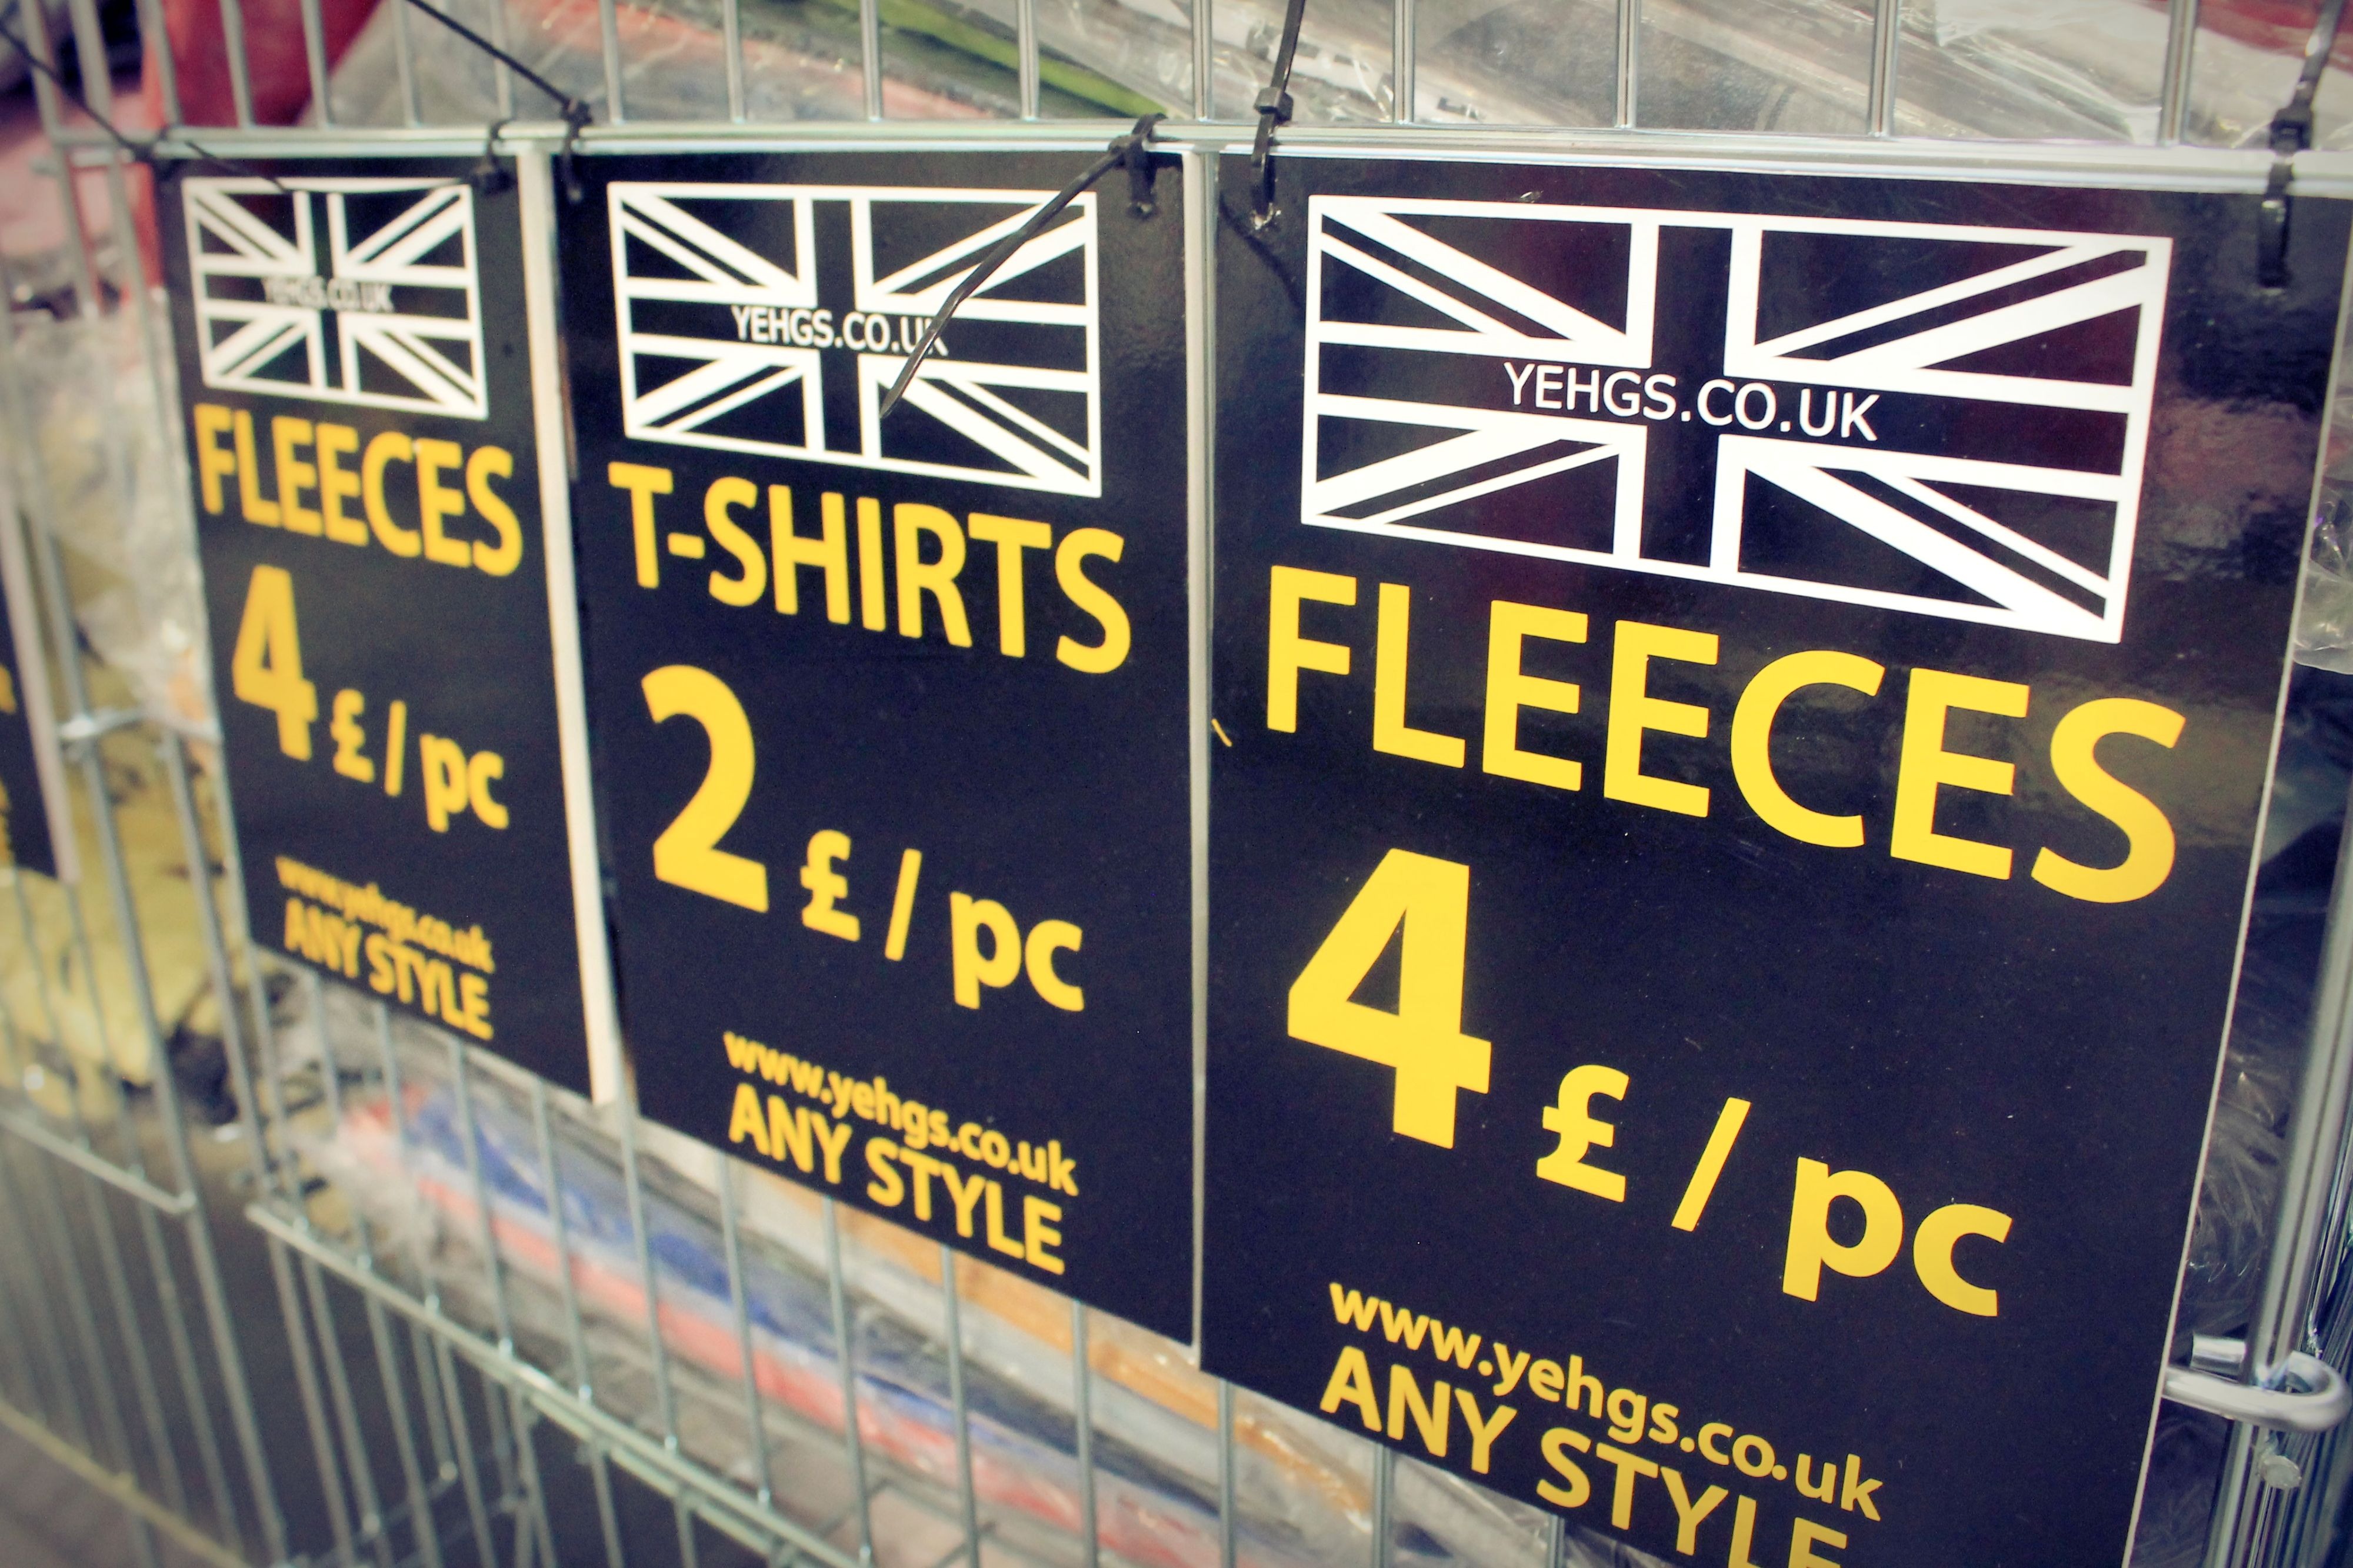 YEHGS.CO.UK
FLEECES
4 £ / pc
www.yehgs.co.uk
ANY STYLE
YEHGS.CO.UK
T-SHIRTS
2 £ / pc
www.yehgs.co.uk
ANY STYLE
YEHGS.CO.UK
FLEECES
4 £ / pc
www.yehgs.co.uk
ANY STYLE